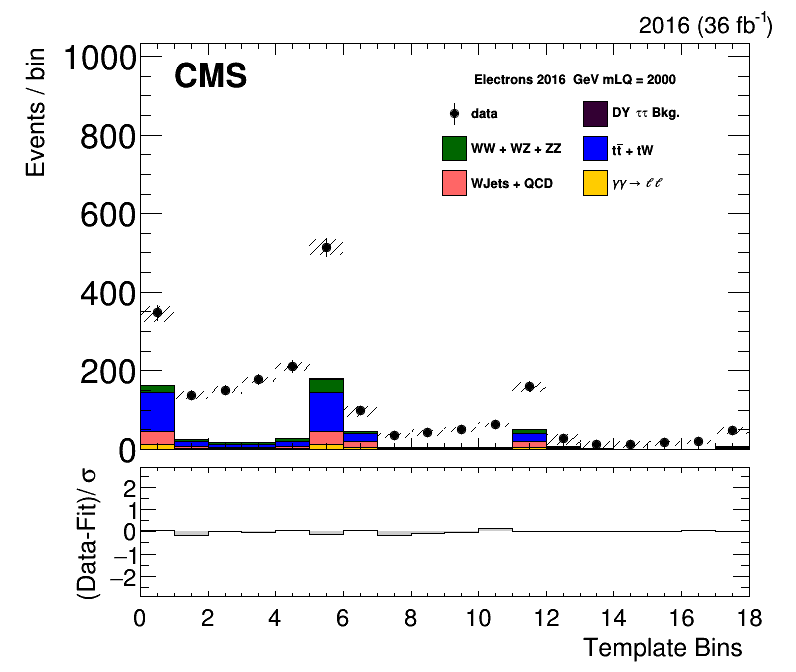 2016 (36 fb-1)
Events / bin
CMS
Electrons 2016 GeV mLQ = 2000
data
DY ττ Bkg.
WW + WZ + ZZ
tt̄ + tW
WJets + QCD
γγ → ℓℓ
1000
800
600
400
200
0
(Data-Fit)/ σ
2
1
0
−1
−2
0 2 4 6 8 10 12 14 16 18
Template Bins